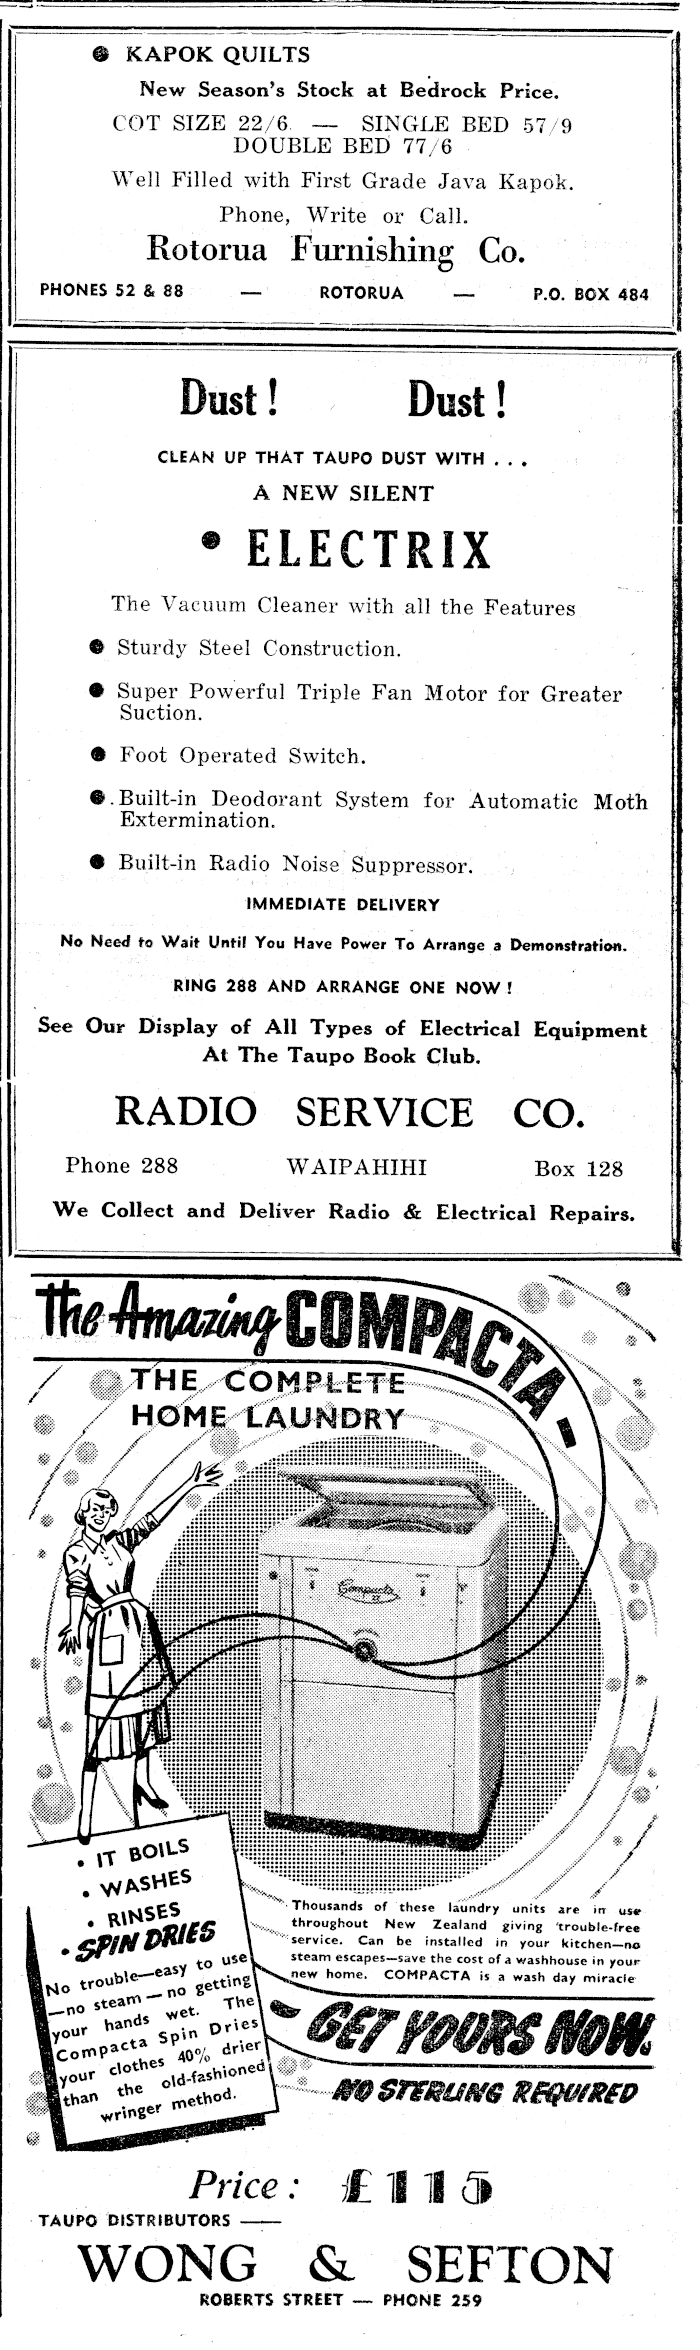 ● KAPOK QUILTS
New Season's Stock at Bedrock Price.
COT SIZE 22/6 — SINGLE BED 57/9
DOUBLE BED 77/6
Well Filled with First Grade Java Kapok.
Phone, Write or Call.
Rotorua Furnishing Co.
PHONES 52 & 88 — ROTORUA — P.O. BOX 484
Dust! Dust!
CLEAN UP THAT TAUPO DUST WITH . . .
A NEW SILENT
● ELECTRIX
The Vacuum Cleaner with all the Features
● Sturdy Steel Construction.
● Super Powerful Triple Fan Motor for Greater
Suction.
● Foot Operated Switch.
● Built-in Deodorant System for Automatic Moth
Extermination.
● Built-in Radio Noise Suppressor.
IMMEDIATE DELIVERY
No Need to Wait Until You Have Power To Arrange a Demonstration.
RING 288 AND ARRANGE ONE NOW!
See Our Display of All Types of Electrical Equipment
At The Taupo Book Club.
RADIO SERVICE CO.
Phone 288 WAIPAHIHI Box 128
We Collect and Deliver Radio & Electrical Repairs.
The Amazing COMPACTA -
THE COMPLETE
HOME LAUNDRY
Compacta
• IT BOILS
• WASHES
• RINSES
• SPIN DRIES
No trouble—easy to use
—no steam — no getting
your hands wet. The
Compacta Spin Dries
your clothes 40% drier
than the old-fashioned
wringer method.
Thousands of these laundry units are in use
throughout New Zealand giving trouble-free
service. Can be installed in your kitchen—no
steam escapes—save the cost of a washhouse in your
new home. COMPACTA is a wash day miracle
- GET YOURS NOW.
NO STERLING REQUIRED
Price: £115
TAUPO DISTRIBUTORS ——
WONG & SEFTON
ROBERTS STREET — PHONE 259